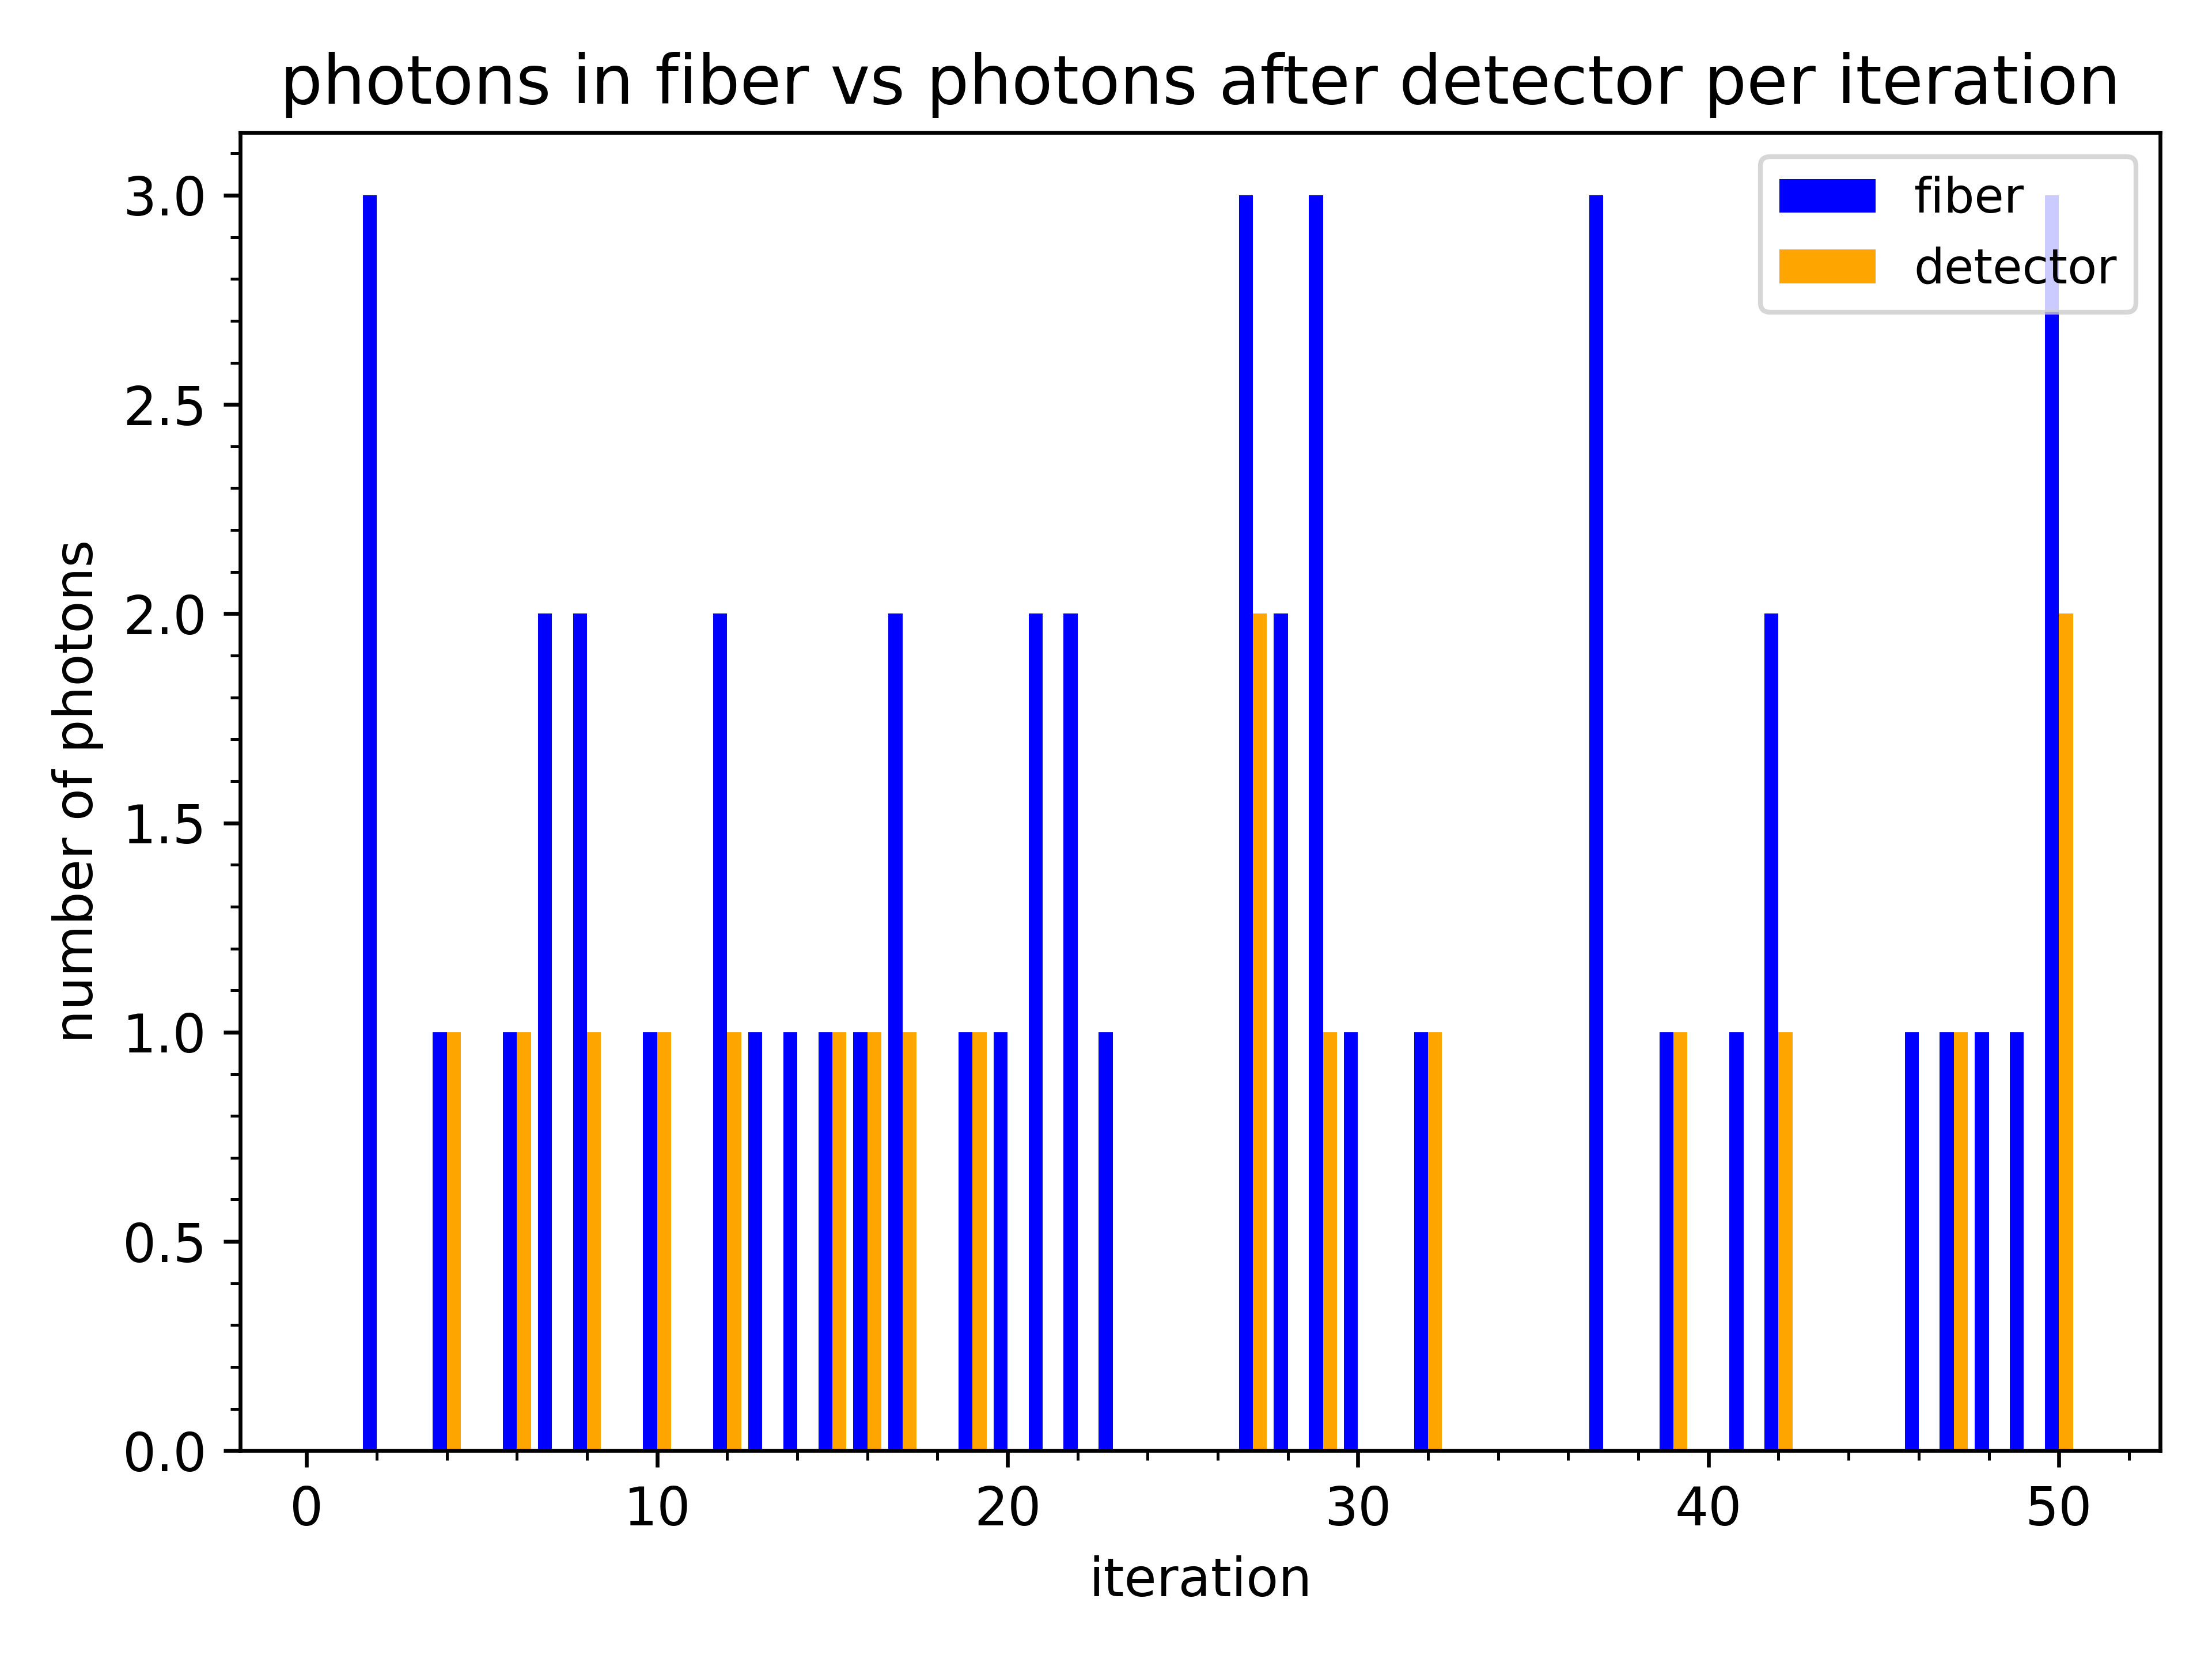 photons in fiber vs photons after detector per iteration
fiber
detector
3.0
2.5
2.0
1.5
1.0
0.5
0.0
number of photons
0 10 20 30 40 50
iteration